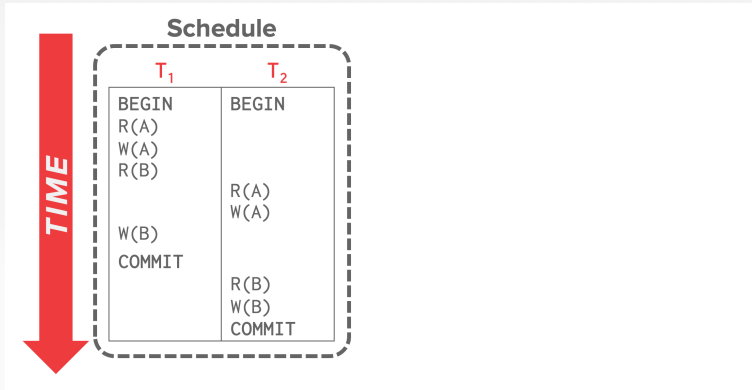 Schedule
TIME
T₁ T₂
BEGIN BEGIN
R(A)
W(A)
R(B)
R(A)
W(A)
W(B)
COMMIT
R(B)
W(B)
COMMIT